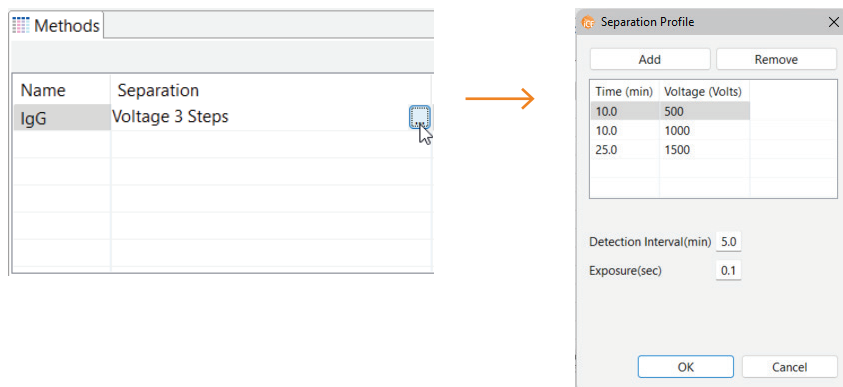 Methods
Name Separation
IgG Voltage 3 Steps
...
icc Separation Profile
Add Remove
Time (min) Voltage (Volts)
10.0 500
10.0 1000
25.0 1500
Detection Interval(min) 5.0
Exposure(sec) 0.1
OK Cancel